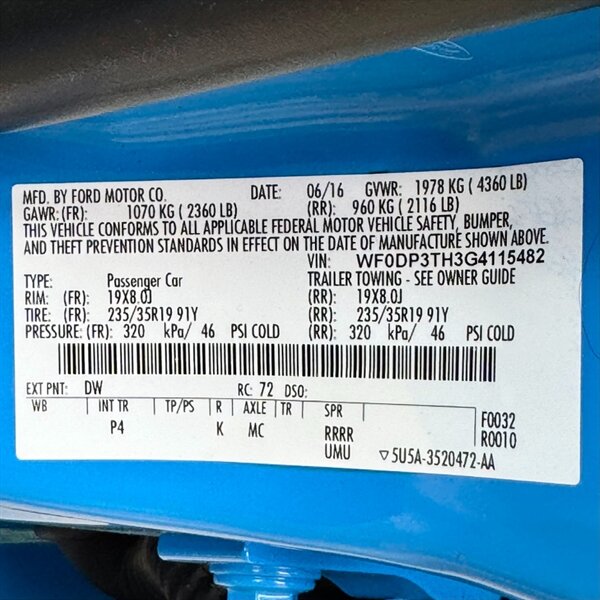 MFD. BY FORD MOTOR CO. DATE: 06/16 GVWR: 1978 KG ( 4360 LB)
GAWR: (FR): 1070 KG ( 2360 LB) (RR): 960 KG ( 2116 LB)
THIS VEHICLE CONFORMS TO ALL APPLICABLE FEDERAL MOTOR VEHICLE SAFETY, BUMPER,
AND THEFT PREVENTION STANDARDS IN EFFECT ON THE DATE OF MANUFACTURE SHOWN ABOVE.
VIN: WF0DP3TH3G4115482
TYPE: Passenger Car TRAILER TOWING - SEE OWNER GUIDE
RIM: (FR): 19X8.0J (RR): 19X8.0J
TIRE: (FR): 235/35R19 91Y (RR): 235/35R19 91Y
PRESSURE: (FR): 320 kPa/ 46 PSI COLD (RR): 320 kPa/ 46 PSI COLD
EXT PNT: DW RC: 72 DSO:
WB INT TR TP/PS R AXLE TR SPR F0032
P4 K MC RRRR R0010
UMU ▽5U5A-3520472-AA